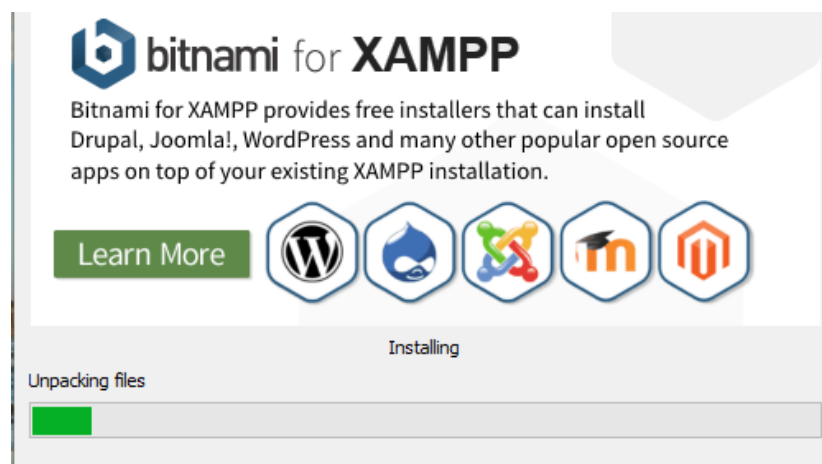 bitnami for XAMPP
Bitnami for XAMPP provides free installers that can install
Drupal, Joomla!, WordPress and many other popular open source
apps on top of your existing XAMPP installation.
Learn More
Installing
Unpacking files